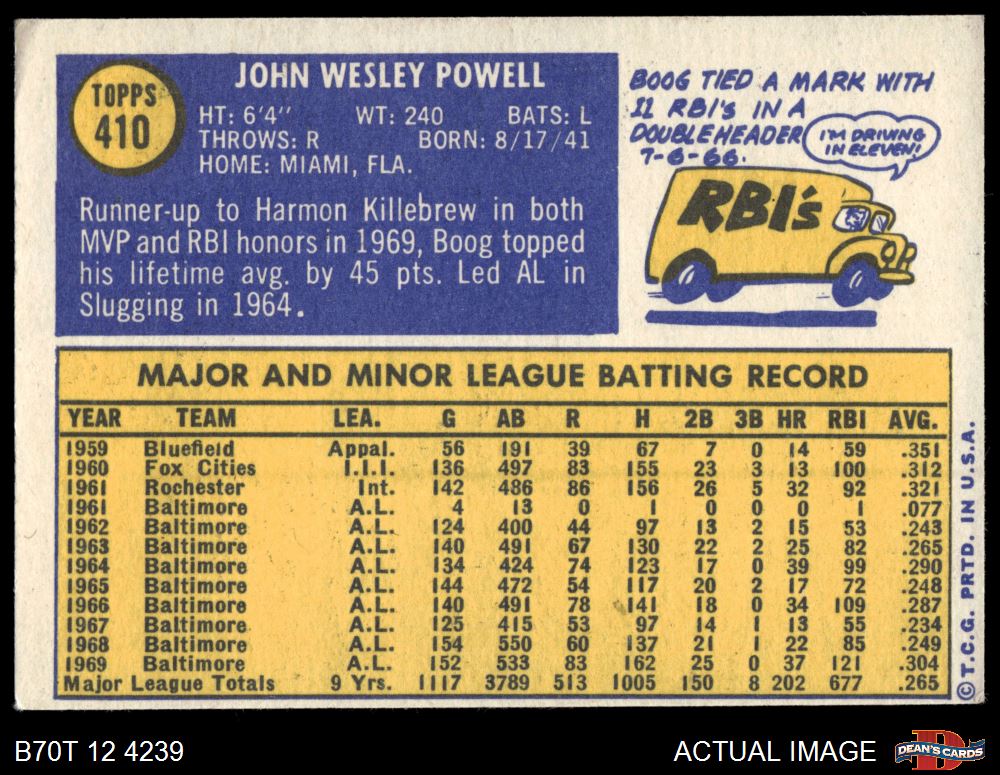 TOPPS
410
JOHN WESLEY POWELL
HT: 6'4" WT: 240 BATS: L
THROWS: R BORN: 8/17/41
HOME: MIAMI, FLA.
Runner-up to Harmon Killebrew in both
MVP and RBI honors in 1969, Boog topped
his lifetime avg. by 45 pts. Led AL in
Slugging in 1964.
BOOG TIED A MARK WITH
11 RBI's IN A
DOUBLEHEADER
7-6-66.
I'M DRIVING
IN ELEVEN!
RBI's
MAJOR AND MINOR LEAGUE BATTING RECORD
YEAR TEAM LEA. G AB R H 2B 3B HR RBI AVG.
1959 Bluefield Appal. 56 191 39 67 7 0 14 59 .351
1960 Fox Cities I.I.I. 136 497 83 155 23 3 13 100 .312
1961 Rochester Int. 142 486 86 156 26 5 32 92 .321
1961 Baltimore A.L. 4 13 0 1 0 0 0 1 .077
1962 Baltimore A.L. 124 400 44 97 13 2 15 53 .243
1963 Baltimore A.L. 140 491 67 130 22 2 25 82 .265
1964 Baltimore A.L. 134 424 74 123 17 0 39 99 .290
1965 Baltimore A.L. 144 472 54 117 20 2 17 72 .248
1966 Baltimore A.L. 140 491 78 141 18 0 34 109 .287
1967 Baltimore A.L. 125 415 53 97 14 1 13 55 .234
1968 Baltimore A.L. 154 550 60 137 21 1 22 85 .249
1969 Baltimore A.L. 152 533 83 162 25 0 37 121 .304
Major League Totals 9 Yrs. 1117 3789 513 1005 150 8 202 677 .265
© T.C.G. PRTD. IN U.S.A.
B70T 12 4239
ACTUAL IMAGE
D
DEAN'S CARDS